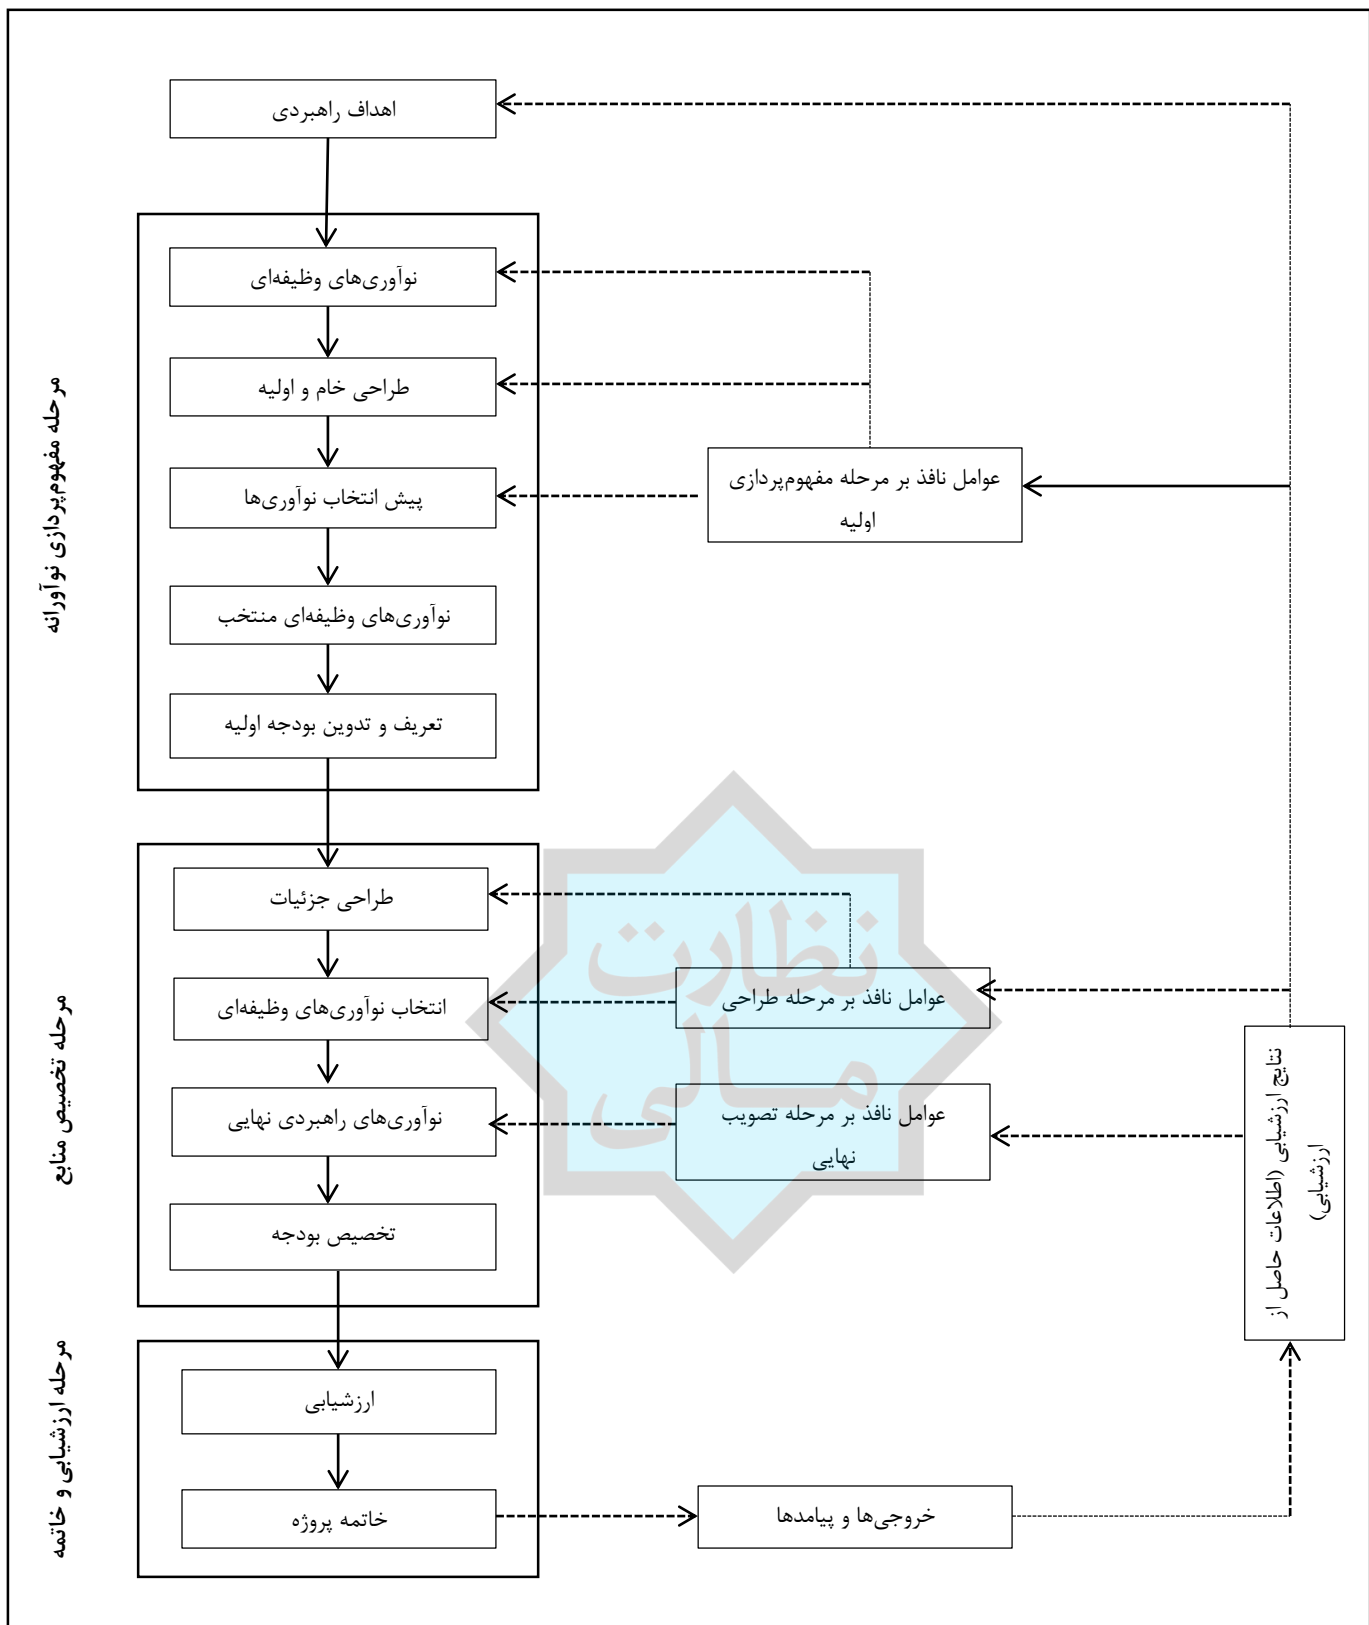 اهداف راهبردی
مرحله مفهوم‌پردازی نوآورانه
نوآوری‌های وظیفه‌ای
طراحی خام و اولیه
پیش انتخاب نوآوری‌ها
نوآوری‌های وظیفه‌ای منتخب
تعریف و تدوین بودجه اولیه
عوامل نافذ بر مرحله مفهوم‌پردازی
اولیه
مرحله تخصیص منابع
طراحی جزئیات
انتخاب نوآوری‌های وظیفه‌ای
نوآوری‌های راهبردی نهایی
تخصیص بودجه
عوامل نافذ بر مرحله طراحی
عوامل نافذ بر مرحله تصویب
نهایی
نظارت
مالی
نتایج ارزشیابی (اطلاعات حاصل از
ارزشیابی)
مرحله ارزشیابی و خاتمه
ارزشیابی
خاتمه پروژه
خروجی‌ها و پیامدها